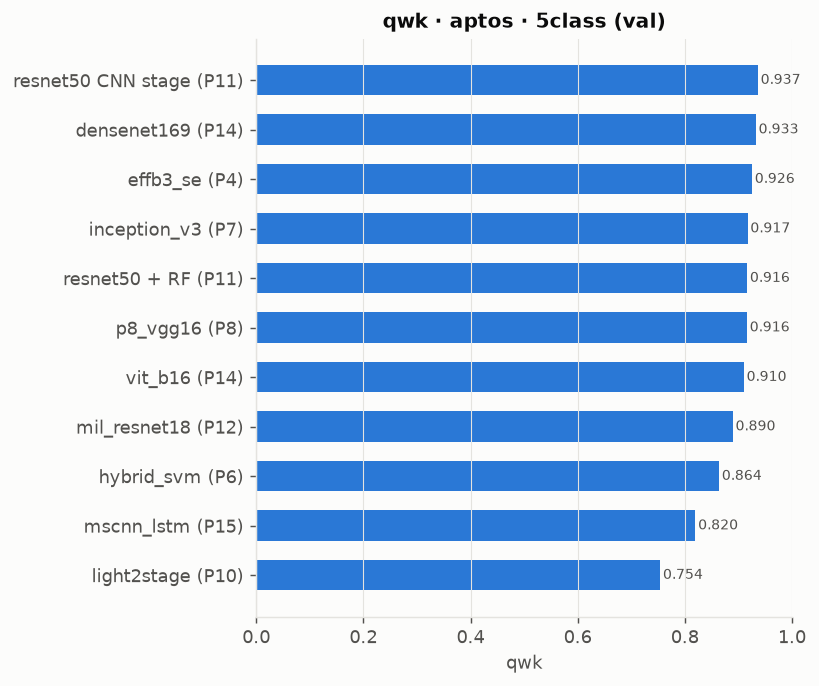 qwk · aptos · 5class (val)
resnet50 CNN stage (P11) 0.937
densenet169 (P14) 0.933
effb3_se (P4) 0.926
inception_v3 (P7) 0.917
resnet50 + RF (P11) 0.916
p8_vgg16 (P8) 0.916
vit_b16 (P14) 0.910
mil_resnet18 (P12) 0.890
hybrid_svm (P6) 0.864
mscnn_lstm (P15) 0.820
light2stage (P10) 0.754
0.0 0.2 0.4 0.6 0.8 1.0
qwk